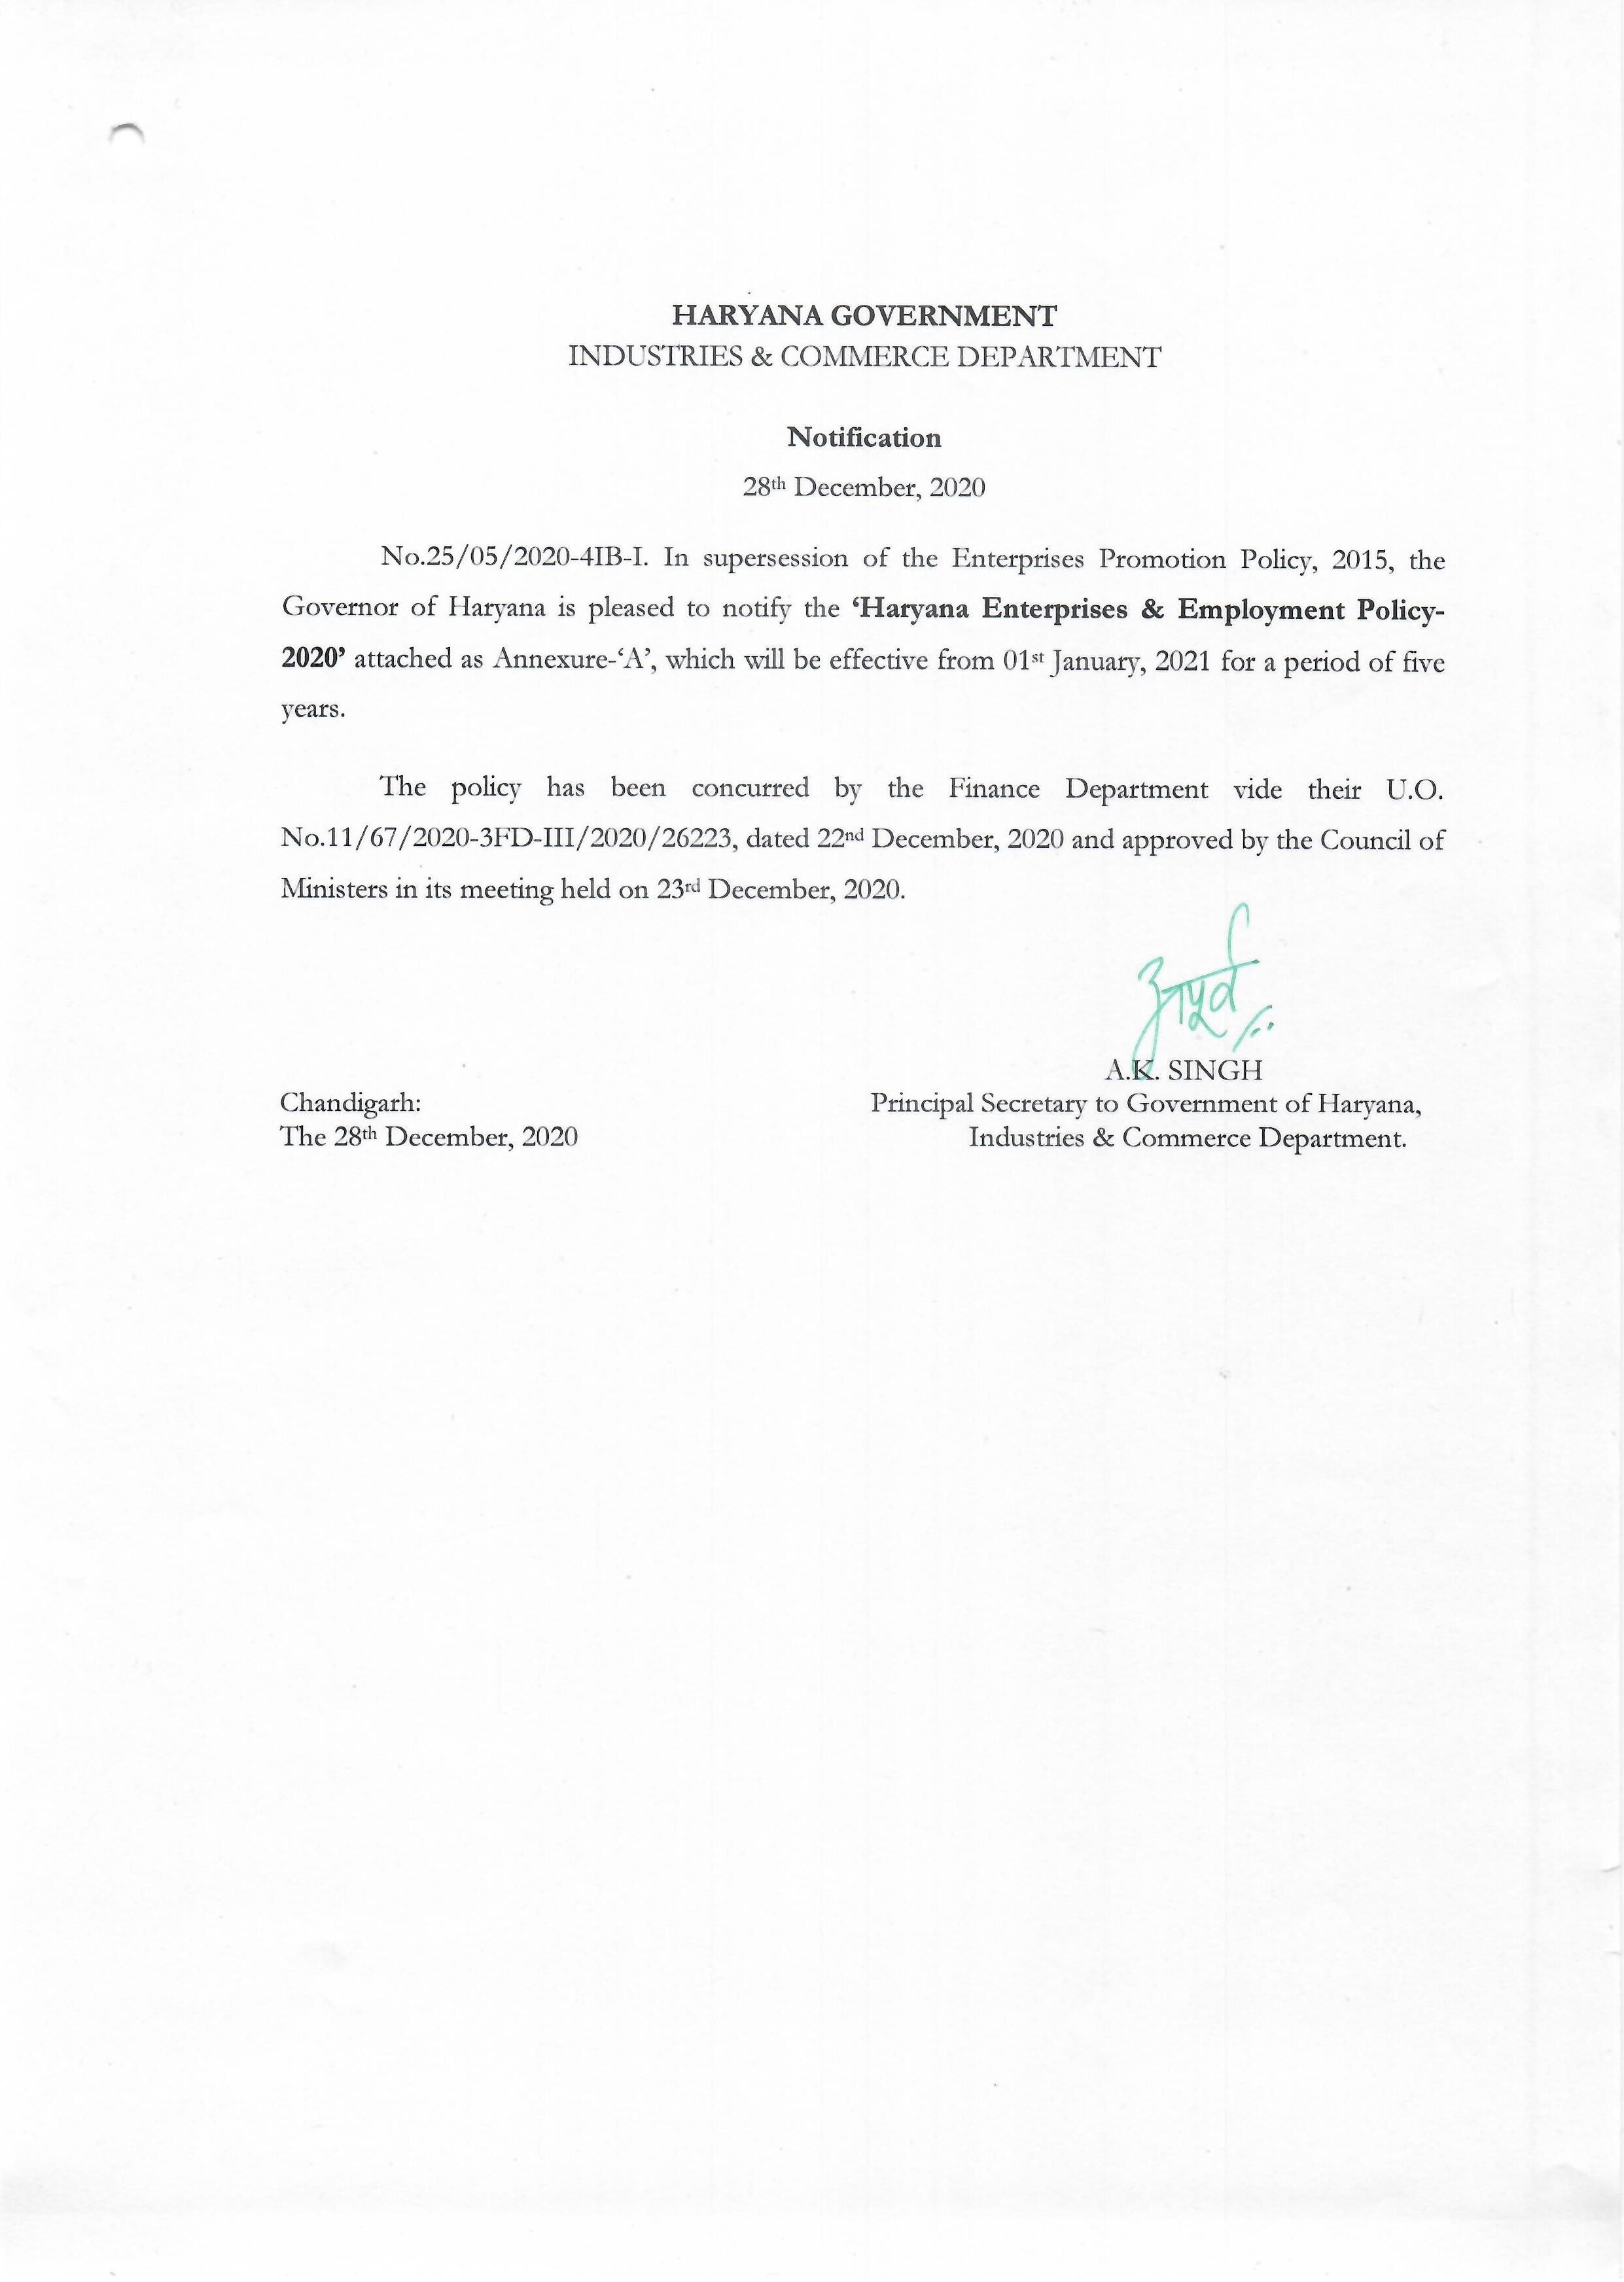 HARYANA GOVERNMENT
INDUSTRIES & COMMERCE DEPARTMENT
Notification
28th December, 2020
No.25/05/2020-4IB-I. In supersession of the Enterprises Promotion Policy, 2015, the
Governor of Haryana is pleased to notify the ‘Haryana Enterprises & Employment Policy-
2020’ attached as Annexure-‘A’, which will be effective from 01st January, 2021 for a period of five
years.
The policy has been concurred by the Finance Department vide their U.O.
No.11/67/2020-3FD-III/2020/26223, dated 22nd December, 2020 and approved by the Council of
Ministers in its meeting held on 23rd December, 2020.
अपूर्व
A.K. SINGH
Chandigarh:
Principal Secretary to Government of Haryana,
The 28th December, 2020
Industries & Commerce Department.